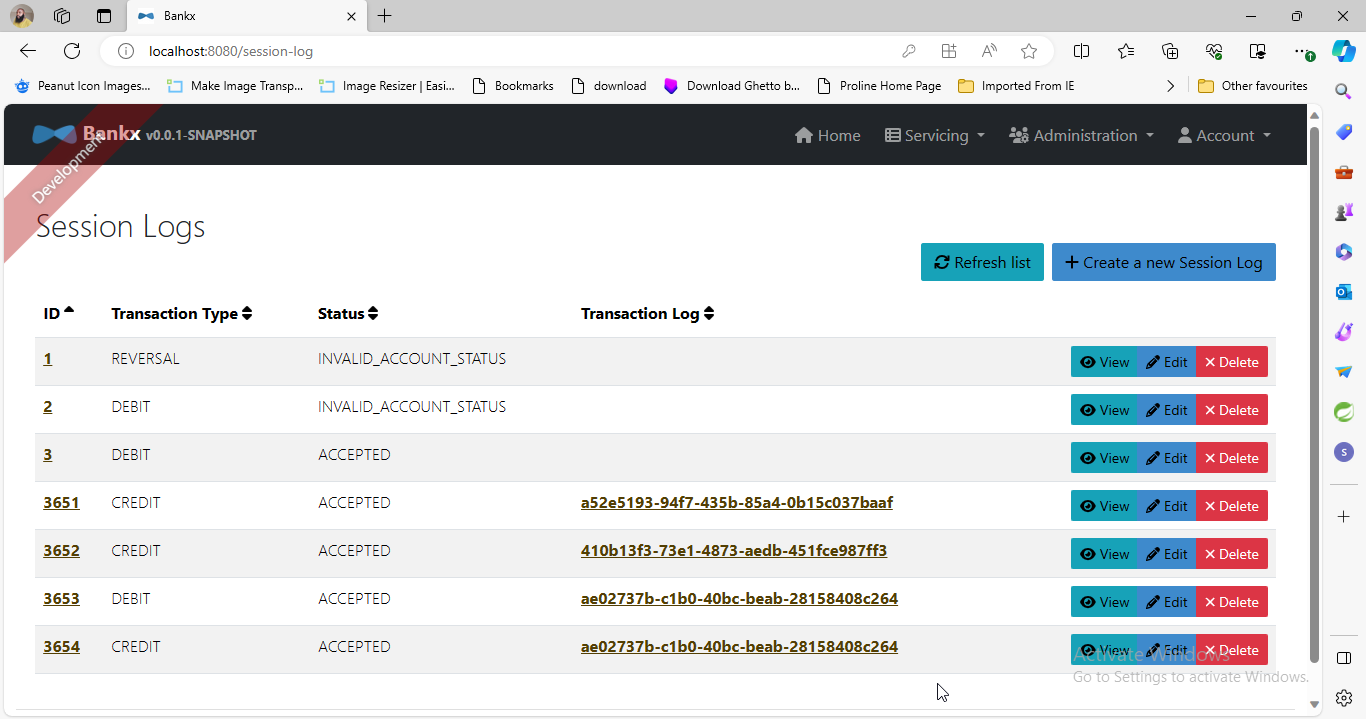 Bankx
localhost:8080/session-log
Peanut Icon Images...
Make Image Transp...
Image Resizer | Easi...
Bookmarks
download
Download Ghetto b...
Proline Home Page
Imported From IE
Other favourites
Bankx v0.0.1-SNAPSHOT
Home
Servicing
Administration
Account
Development
Session Logs
Refresh list
+ Create a new Session Log
ID Transaction Type Status Transaction Log
1 REVERSAL INVALID_ACCOUNT_STATUS View Edit × Delete
2 DEBIT INVALID_ACCOUNT_STATUS View Edit × Delete
3 DEBIT ACCEPTED View Edit × Delete
3651 CREDIT ACCEPTED a52e5193-94f7-435b-85a4-0b15c037baaf View Edit × Delete
3652 CREDIT ACCEPTED 410b13f3-73e1-4873-aedb-451fce987ff3 View Edit × Delete
3653 DEBIT ACCEPTED ae02737b-c1b0-40bc-beab-28158408c264 View Edit × Delete
3654 CREDIT ACCEPTED ae02737b-c1b0-40bc-beab-28158408c264 View Edit × Delete
Activate Windows
Go to Settings to activate Windows.
S